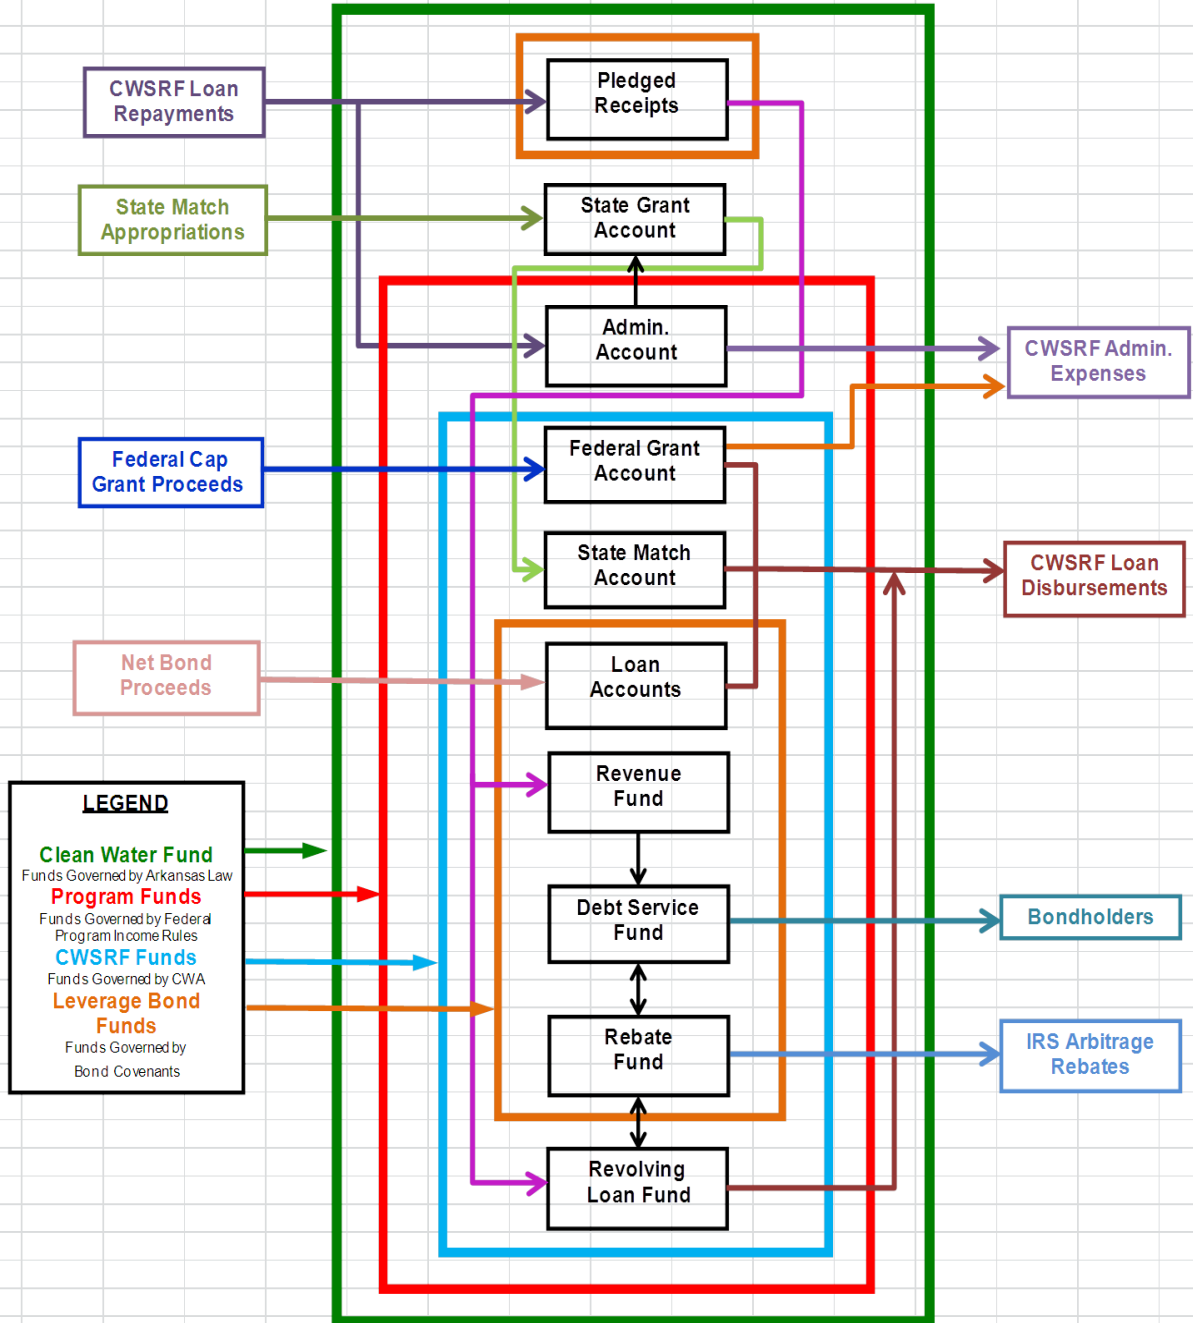 CWSRF Loan
Repayments
Pledged
Receipts
State Match
Appropriations
State Grant
Account
Admin.
Account
CWSRF Admin.
Expenses
Federal Cap
Grant Proceeds
Federal Grant
Account
State Match
Account
CWSRF Loan
Disbursements
Net Bond
Proceeds
Loan
Accounts
Revenue
Fund
LEGEND
Clean Water Fund
Funds Governed by Arkansas Law
Program Funds
Funds Governed by Federal
Program Income Rules
CWSRF Funds
Funds Governed by CWA
Leverage Bond
Funds
Funds Governed by
Bond Covenants
Debt Service
Fund
Bondholders
Rebate
Fund
IRS Arbitrage
Rebates
Revolving
Loan Fund